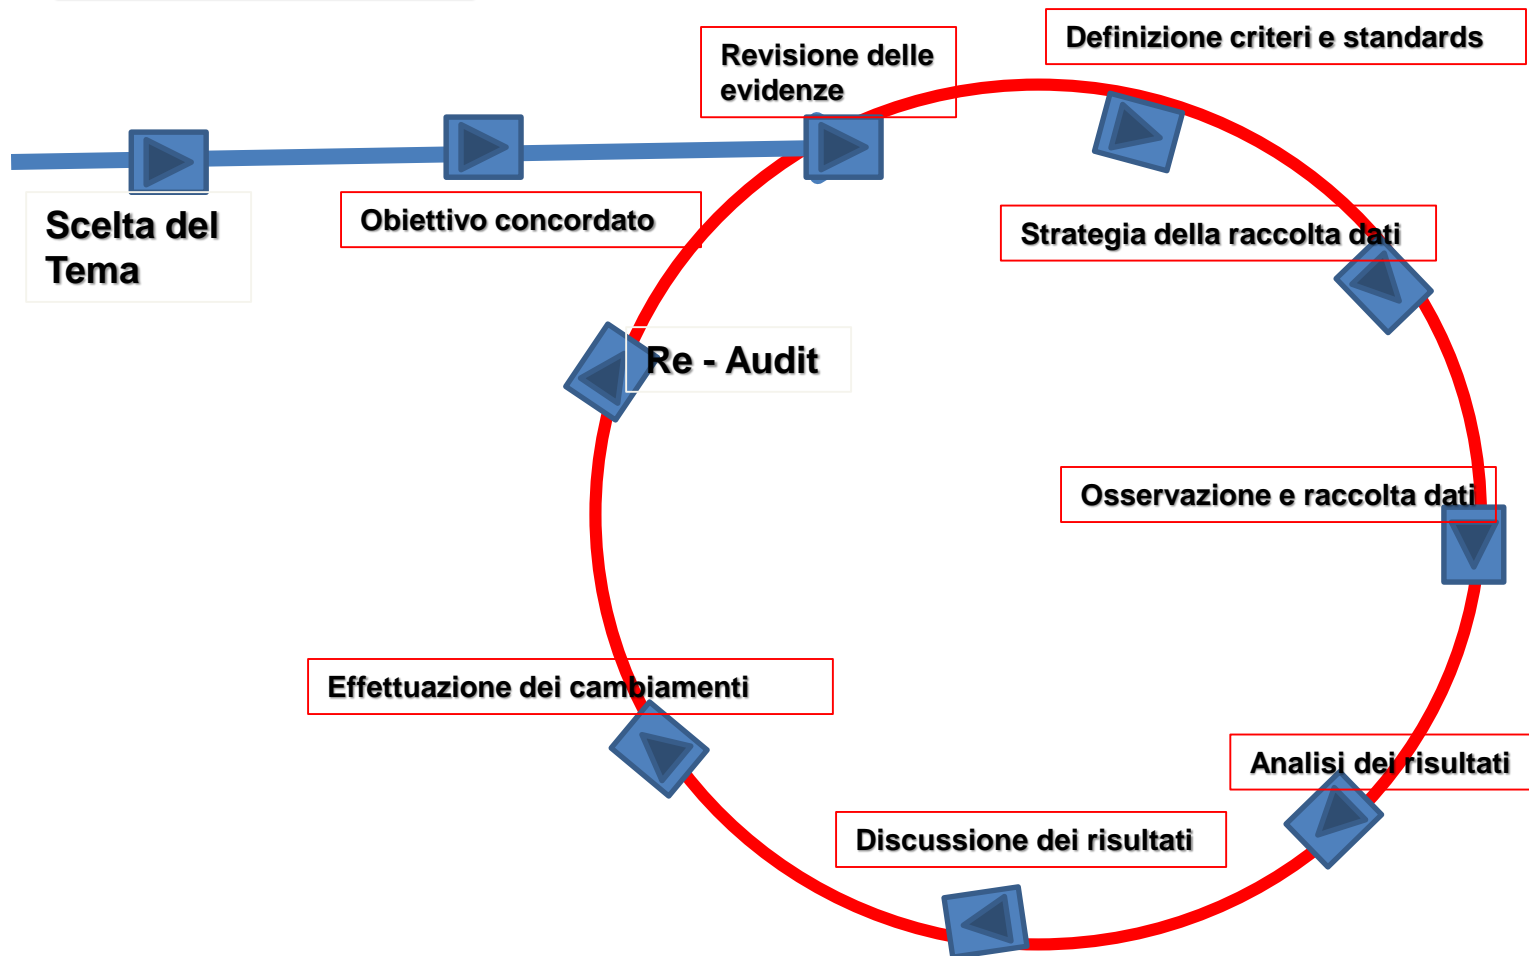 Definizione criteri e standards
Revisione delle
evidenze
Scelta del
Tema
Obiettivo concordato
Strategia della raccolta dati
Re - Audit
Osservazione e raccolta dati
Effettuazione dei cambiamenti
Analisi dei risultati
Discussione dei risultati